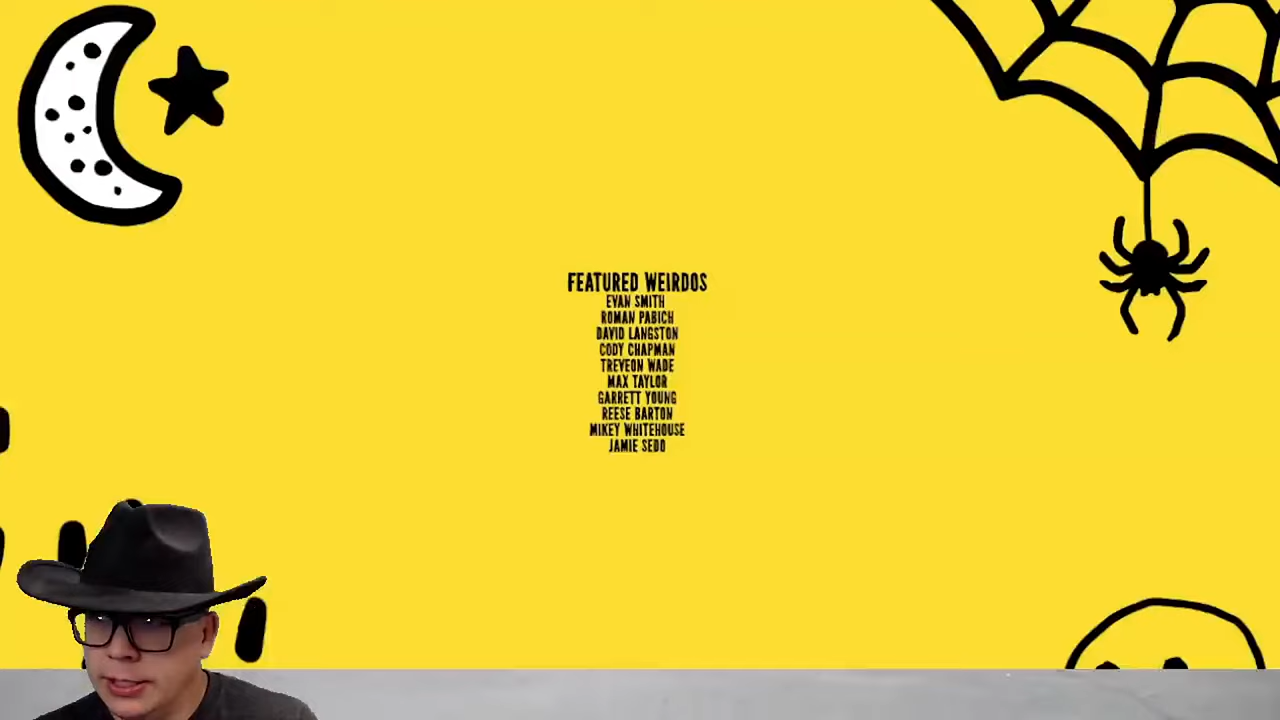 FEATURED WEIRDOS
EVAN SMITH
ROMAN PABICH
DAVID LANGSTON
CODY CHAPMAN
TREVEON WADE
MAX TAYLOR
GARRETT YOUNG
REESE BARTON
MIKEY WHITEHOUSE
JAMIE SEDO